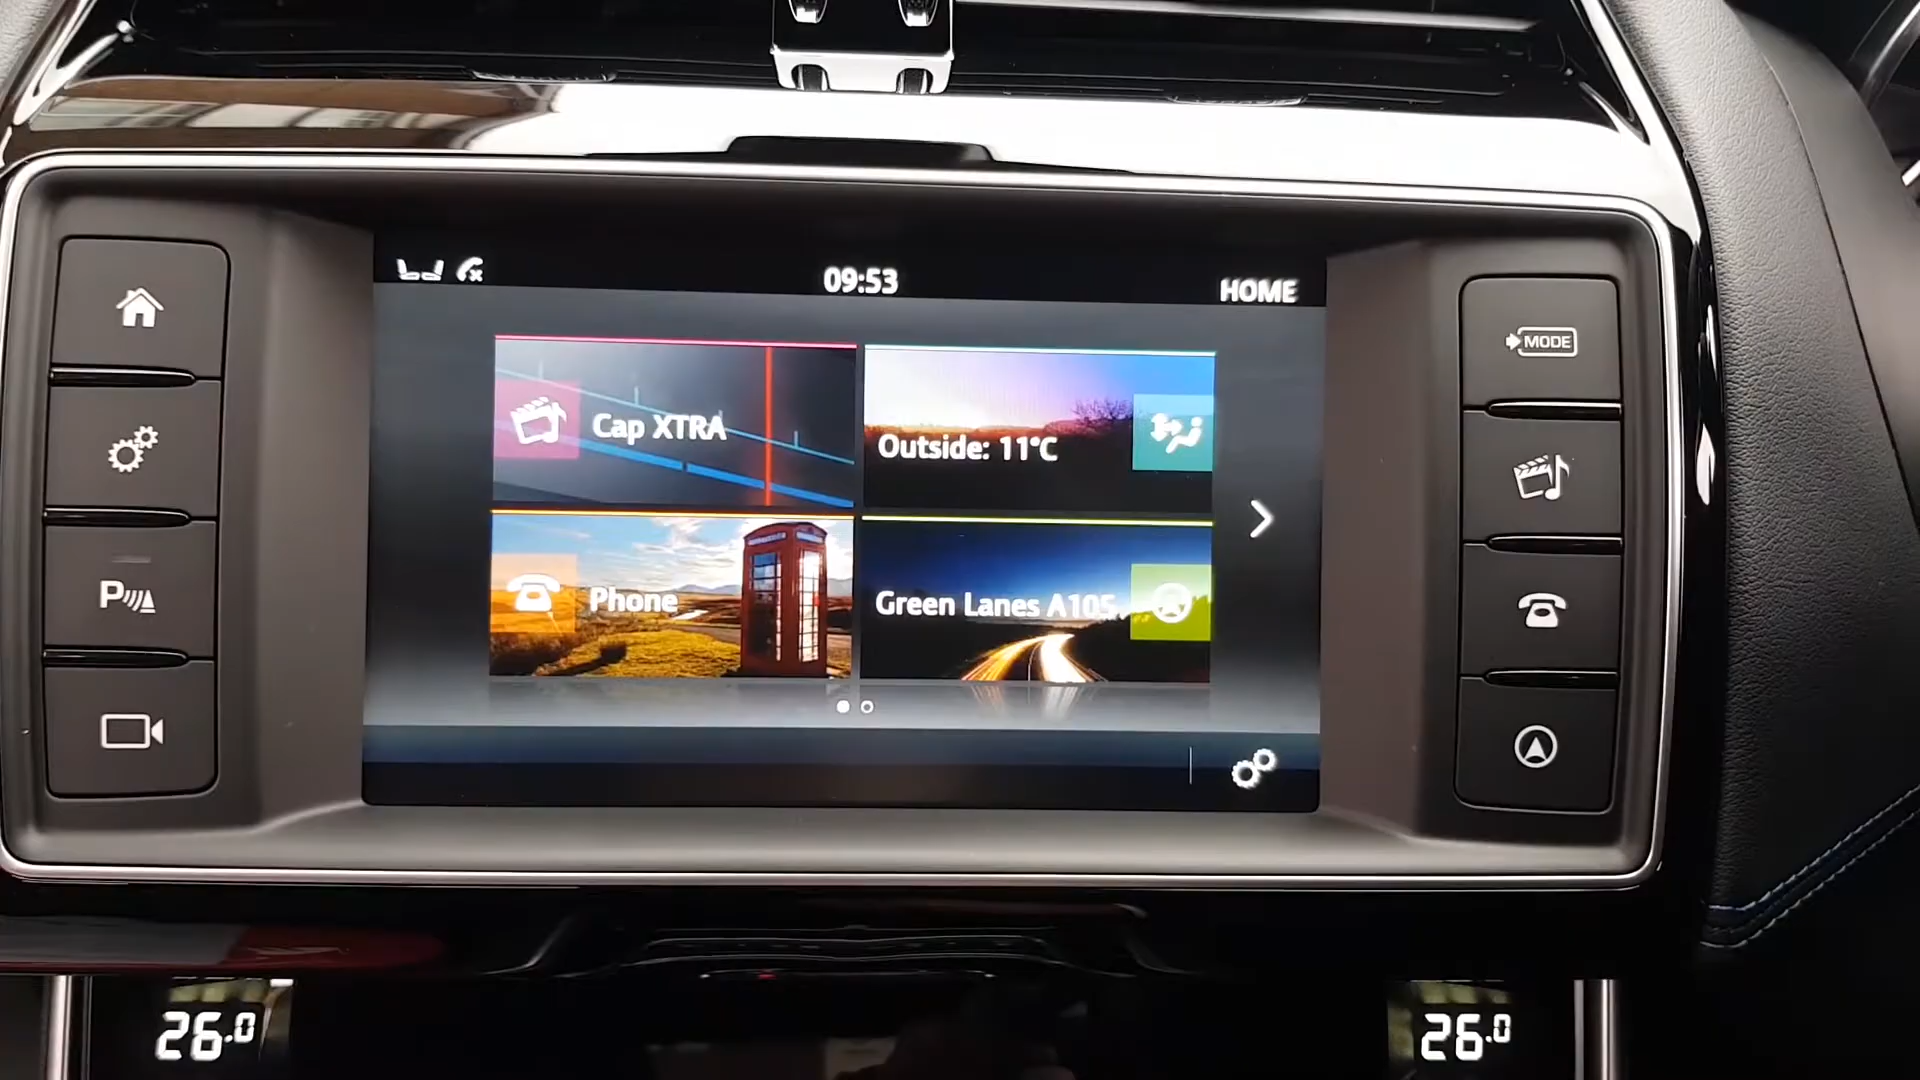 09:53
HOME
MODE
Cap XTRA
Outside: 11°C
P
Phone
Green Lanes A105.
26.0
26.0